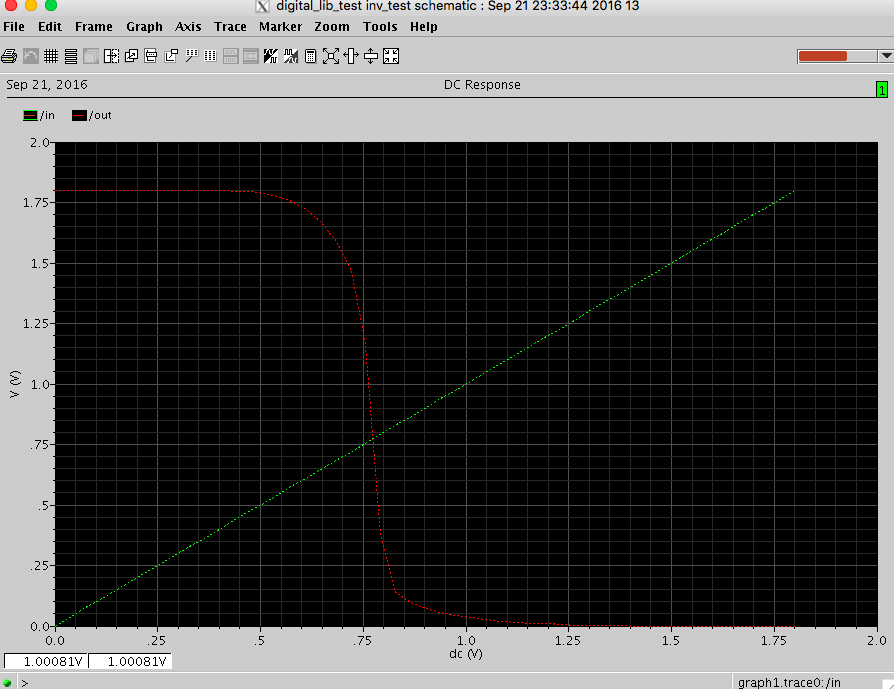 digital_lib_test inv_test schematic : Sep 21 23:33:44 2016 13
File Edit Frame Graph Axis Trace Marker Zoom Tools Help
Sep 21, 2016 DC Response 1
/in /out
2.0
1.75
1.5
1.25
V (V)
1.0
.75
.5
.25
0.0
0.0 .25 .5 .75 1.0 1.25 1.5 1.75 2.0
dc (V)
1.00081V 1.00081V
> graph1.trace0:/in